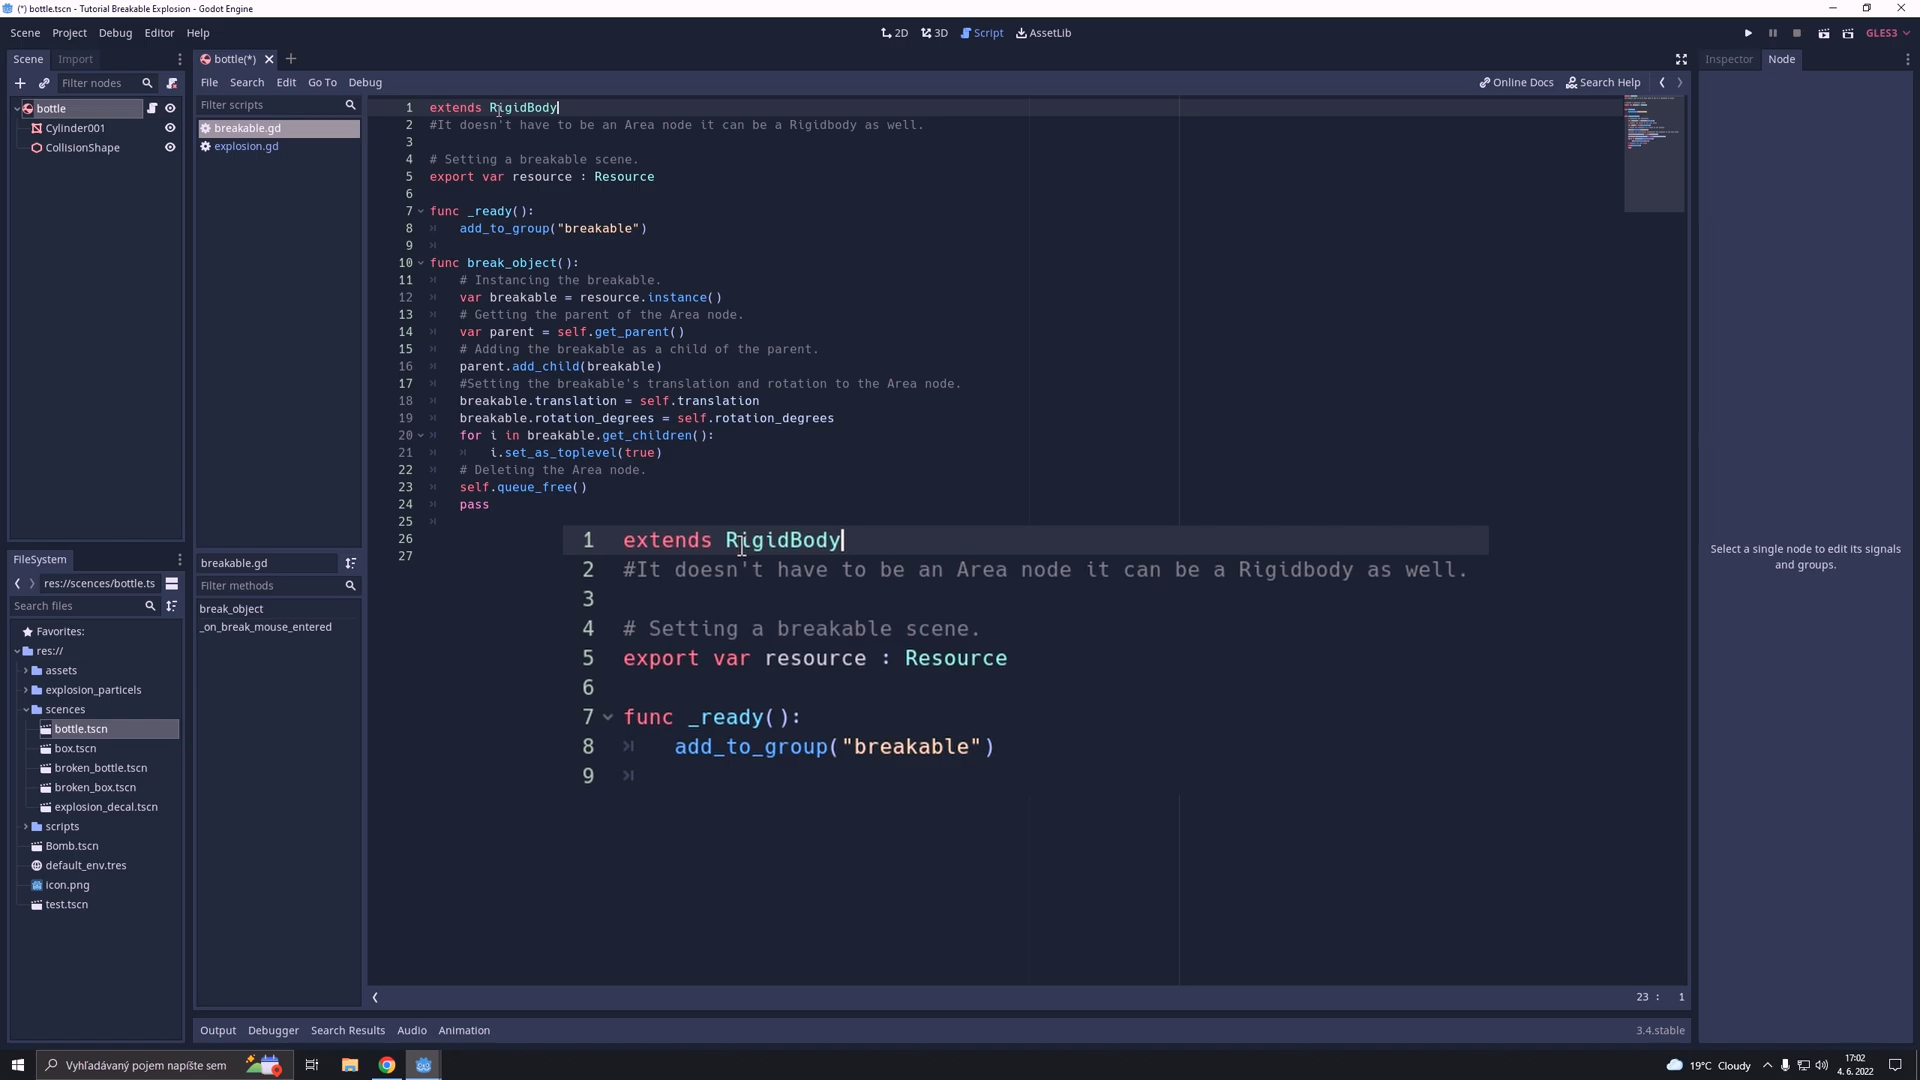 (*) bottle.tscn - Tutorial Breakable Explosion - Godot Engine
Scene Project Debug Editor Help
2D 3D Script AssetLib
GLES3
Scene Import
bottle(*)
Inspector Node
Filter nodes
File Search Edit Go To Debug
Online Docs Search Help
bottle
Cylinder001
CollisionShape
Filter scripts
breakable.gd
explosion.gd
1 extends RigidBody
2 #It doesn't have to be an Area node it can be a Rigidbody as well.
3
4 # Setting a breakable scene.
5 export var resource : Resource
6
7 func _ready():
8 add_to_group("breakable")
9
10 func break_object():
11 # Instancing the breakable.
12 var breakable = resource.instance()
13 # Getting the parent of the Area node.
14 var parent = self.get_parent()
15 # Adding the breakable as a child of the parent.
16 parent.add_child(breakable)
17 #Setting the breakable's translation and rotation to the Area node.
18 breakable.translation = self.translation
19 breakable.rotation_degrees = self.rotation_degrees
20 for i in breakable.get_children():
21 i.set_as_toplevel(true)
22 # Deleting the Area node.
23 self.queue_free()
24 pass
25
26
27
1 extends RigidBody
2 #It doesn't have to be an Area node it can be a Rigidbody as well.
3
4 # Setting a breakable scene.
5 export var resource : Resource
6
7 func _ready():
8 add_to_group("breakable")
9
Select a single node to edit its signals
and groups.
FileSystem
res://scences/bottle.ts
Search files
Favorites:
res://
assets
explosion_particels
scences
bottle.tscn
box.tscn
broken_bottle.tscn
broken_box.tscn
explosion_decal.tscn
scripts
Bomb.tscn
default_env.tres
icon.png
test.tscn
breakable.gd
Filter methods
break_object
_on_break_mouse_entered
23 : 1
Output Debugger Search Results Audio Animation
3.4.stable
Vyhľadávaný pojem napíšte sem
19°C Cloudy
17:02
4. 6. 2022